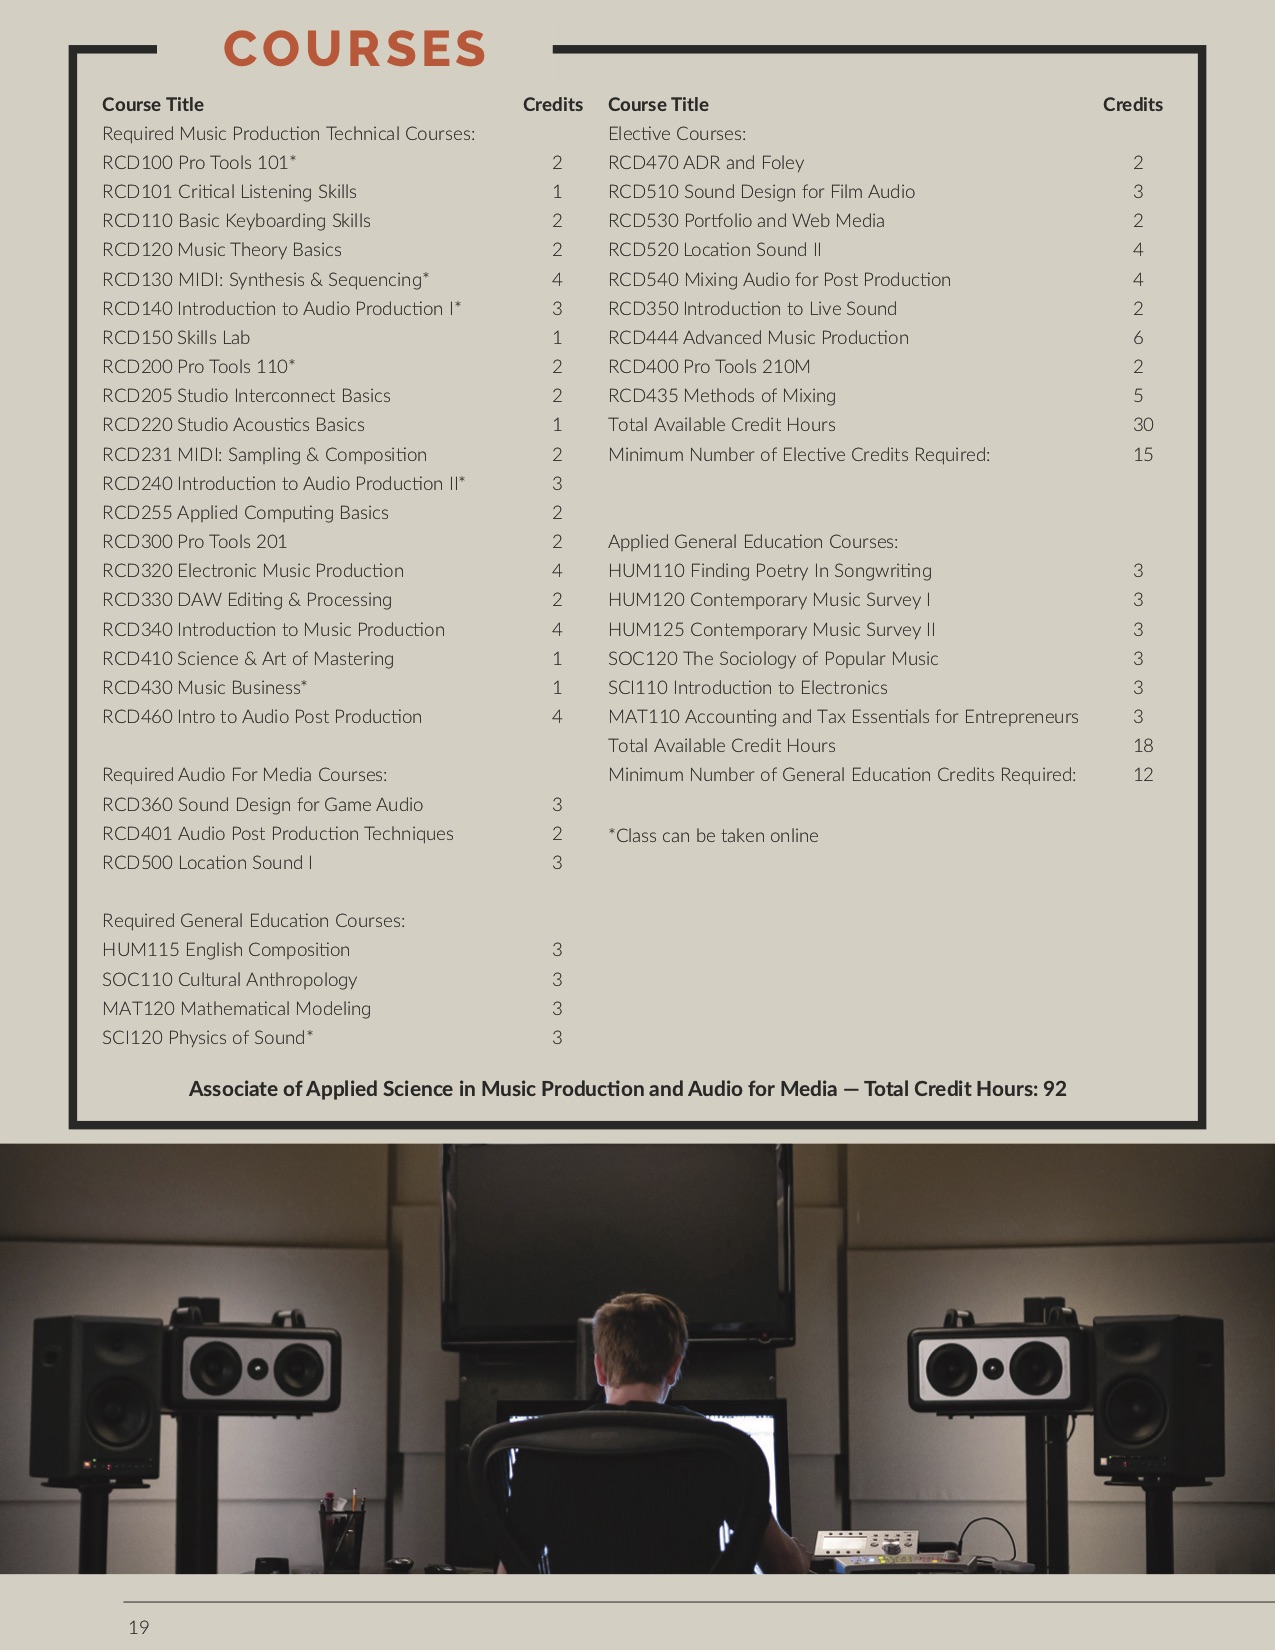 COURSES
Course Title Credits
Required Music Production Technical Courses:
RCD100 Pro Tools 101* 2
RCD101 Critical Listening Skills 1
RCD110 Basic Keyboarding Skills 2
RCD120 Music Theory Basics 2
RCD130 MIDI: Synthesis & Sequencing* 4
RCD140 Introduction to Audio Production I* 3
RCD150 Skills Lab 1
RCD200 Pro Tools 110* 2
RCD205 Studio Interconnect Basics 2
RCD220 Studio Acoustics Basics 1
RCD231 MIDI: Sampling & Composition 2
RCD240 Introduction to Audio Production II* 3
RCD255 Applied Computing Basics 2
RCD300 Pro Tools 201 2
RCD320 Electronic Music Production 4
RCD330 DAW Editing & Processing 2
RCD340 Introduction to Music Production 4
RCD410 Science & Art of Mastering 1
RCD430 Music Business* 1
RCD460 Intro to Audio Post Production 4
Required Audio For Media Courses:
RCD360 Sound Design for Game Audio 3
RCD401 Audio Post Production Techniques 2
RCD500 Location Sound I 3
Required General Education Courses:
HUM115 English Composition 3
SOC110 Cultural Anthropology 3
MAT120 Mathematical Modeling 3
SCI120 Physics of Sound* 3
Course Title Credits
Elective Courses:
RCD470 ADR and Foley 2
RCD510 Sound Design for Film Audio 3
RCD530 Portfolio and Web Media 2
RCD520 Location Sound II 4
RCD540 Mixing Audio for Post Production 4
RCD350 Introduction to Live Sound 2
RCD444 Advanced Music Production 6
RCD400 Pro Tools 210M 2
RCD435 Methods of Mixing 5
Total Available Credit Hours 30
Minimum Number of Elective Credits Required: 15
Applied General Education Courses:
HUM110 Finding Poetry In Songwriting 3
HUM120 Contemporary Music Survey I 3
HUM125 Contemporary Music Survey II 3
SOC120 The Sociology of Popular Music 3
SCI110 Introduction to Electronics 3
MAT110 Accounting and Tax Essentials for Entrepreneurs 3
Total Available Credit Hours 18
Minimum Number of General Education Credits Required: 12
*Class can be taken online
Associate of Applied Science in Music Production and Audio for Media — Total Credit Hours: 92
19